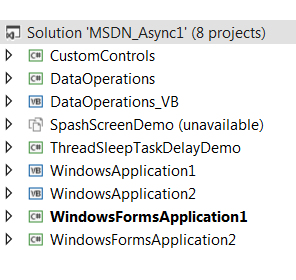 Solution 'MSDN_Async1' (8 projects)
C# CustomControls
C# DataOperations
VB DataOperations_VB
SpashScreenDemo (unavailable)
C# ThreadSleepTaskDelayDemo
VB WindowsApplication1
VB WindowsApplication2
C# WindowsFormsApplication1
C# WindowsFormsApplication2